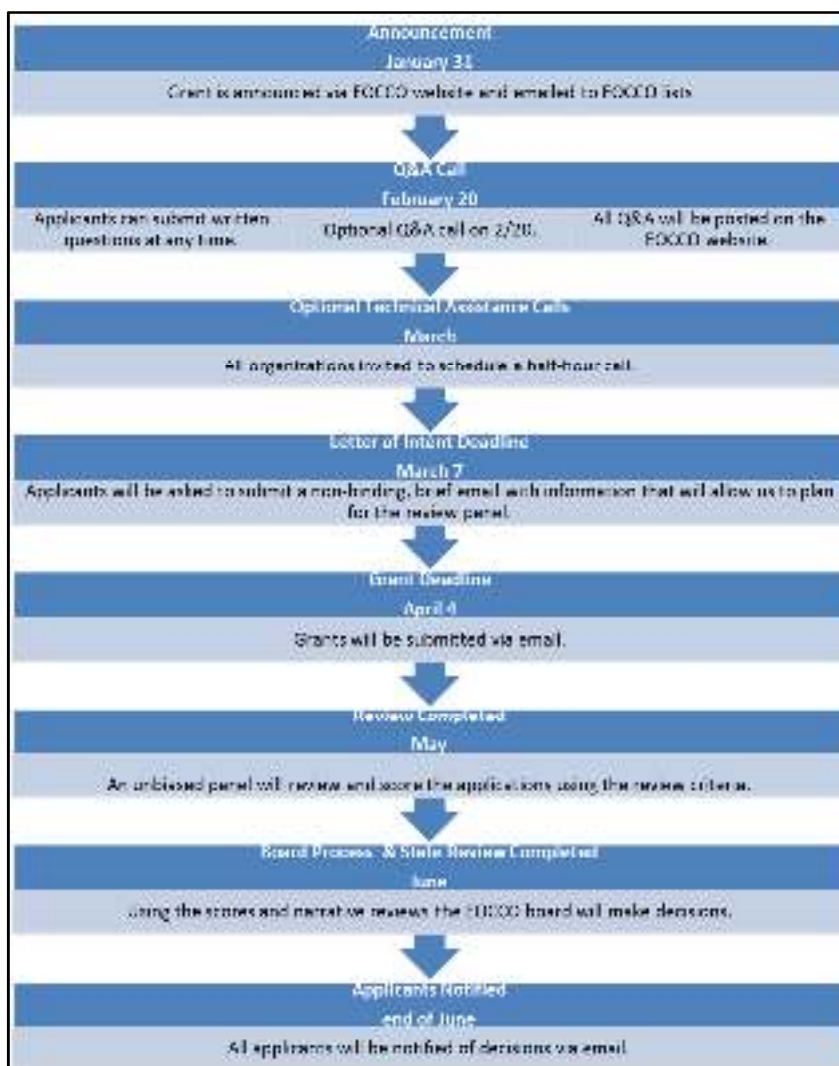 Announcement
January 31
Grant is announced via EOCCO website and emailed to EOCCO lists
Q&A Call
February 20
Applicants can submit written
questions at any time.
Optional Q&A call on 2/20.
All Q&A will be posted on the
EOCCO website.
Optional Technical Assistance Calls
March
All organizations invited to schedule a half-hour call.
Letter of Intent Deadline
March 7
Applicants will be asked to submit a non-binding, brief email with information that will allow us to plan
for the review panel.
Grant Deadline
April 4
Grants will be submitted via email.
Review Completed
May
An unbiased panel will review and score the applications using the review criteria.
Board Process & State Review Completed
June
Using the scores and narrative reviews the EOCCO board will make decisions.
Applicants Notified
end of June
All applicants will be notified of decisions via email